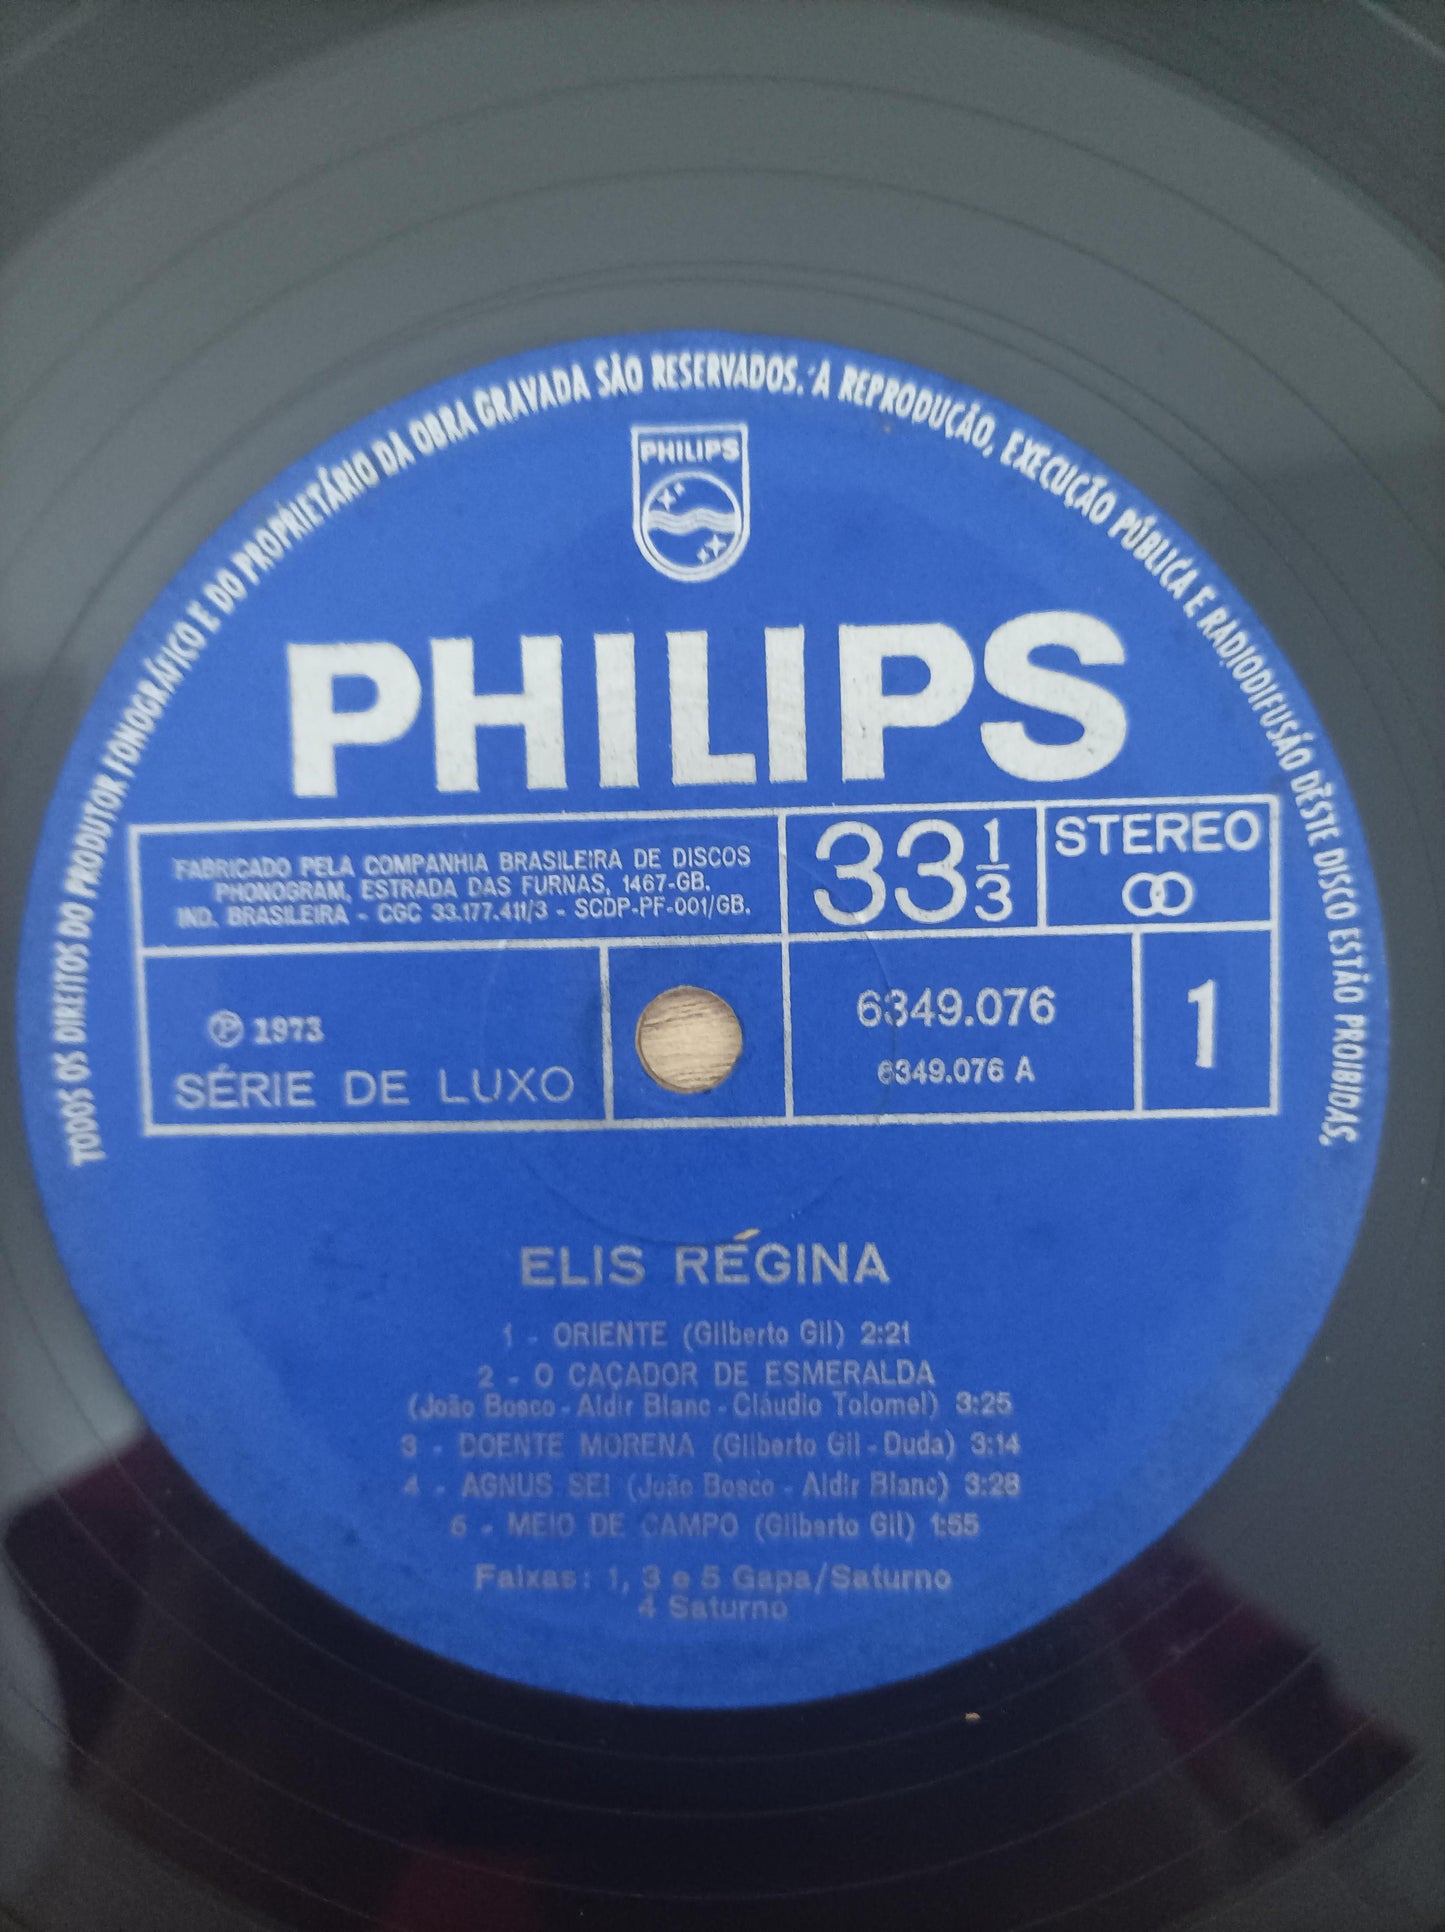 TODOS OS DIREITOS DO PRODUTOR FONOGRÁFICO E DO PROPRIETÁRIO DA OBRA GRAVADA SÃO RESERVADOS. A REPRODUÇÃO, EXECUÇÃO PÚBLICA E RADIODIFUSÃO DÊSTE DISCO ESTÃO PROIBIDAS.
PHILIPS
PHILIPS
FABRICADO PELA COMPANHIA BRASILEIRA DE DISCOS
PHONOGRAM, ESTRADA DAS FURNAS, 1467-GB.
IND. BRASILEIRA - CGC 33.177.411/3 - SCDP-PF-001/GB.
33 1/3
STEREO
℗ 1973
SÉRIE DE LUXO
6349.076
6349.076 A
1
ELIS REGINA
1 - ORIENTE (Gilberto Gil) 2:21
2 - O CAÇADOR DE ESMERALDA
(João Bosco - Aldir Blanc - Cláudio Tolomei) 3:25
3 - DOENTE MORENA (Gilberto Gil - Duda) 3:14
4 - AGNUS SEI (João Bosco - Aldir Blanc) 3:28
5 - MEIO DE CAMPO (Gilberto Gil) 1:55
Faixas: 1, 3 e 5 Gapa/Saturno
4 Saturno